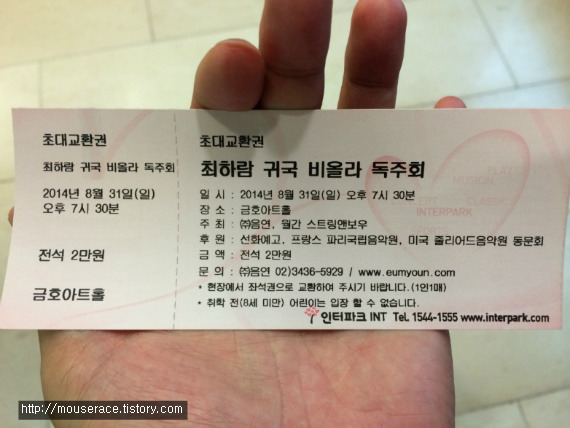 초대교환권
최하람 귀국 비올라 독주회
2014년 8월 31일(일)
오후 7시 30분
전석 2만원
금호아트홀
초대교환권
최하람 귀국 비올라 독주회
일 시 : 2014년 8월 31일(일) 오후 7시 30분
장 소 : 금호아트홀
주 최 : ㈜음연, 월간 스트링앤보우
후 원 : 선화예고, 프랑스 파리국립음악원, 미국 줄리어드음악원 동문회
금 액 : 전석 2만원
문 의 : ㈜음연 02)3436-5929 / www.eumyoun.com
* 현장에서 좌석권으로 교환하여 주시기 바랍니다.(1인1매)
* 취학 전(8세 미만) 어린이는 입장 할 수 없습니다.
인터파크 INT Tel. 1544-1555 www.interpark.com
PLAY
MUSICAL
CLASSIC
INTERPARK
SPORTS
http://mouserace.tistory.com